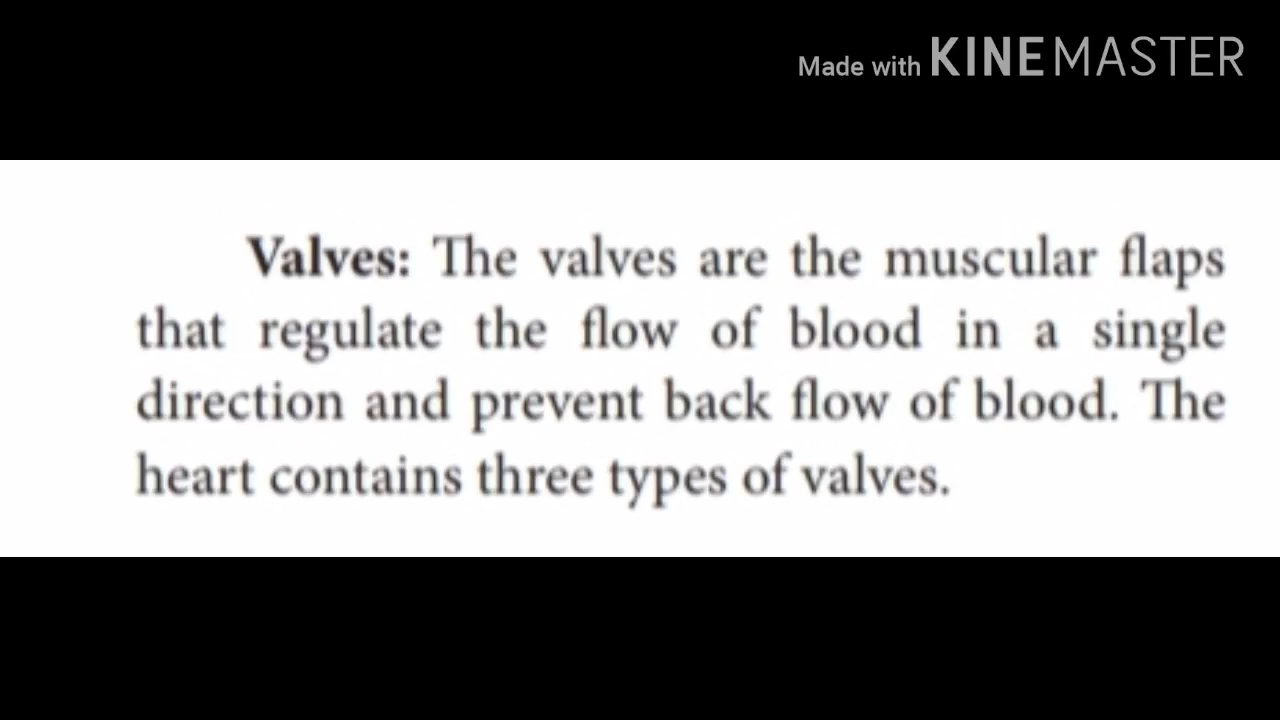 Made with KINEMASTER
Valves: The valves are the muscular flaps
that regulate the flow of blood in a single
direction and prevent back flow of blood. The
heart contains three types of valves.